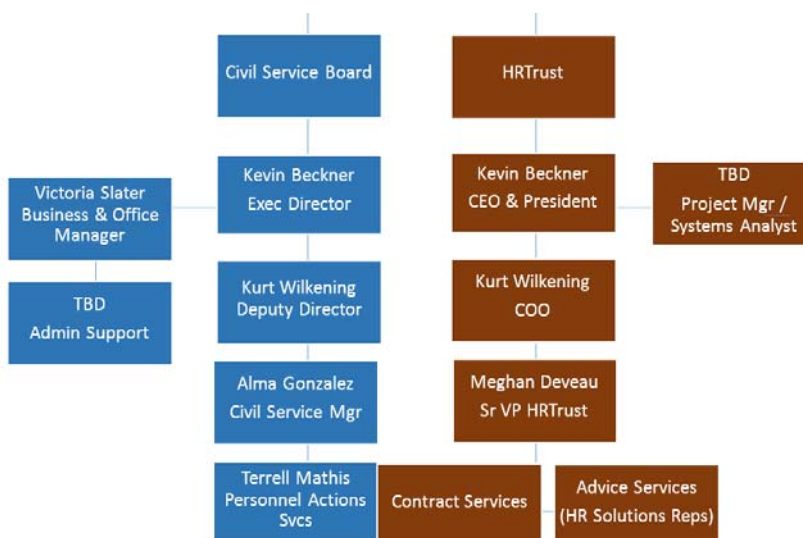 Civil Service Board
HRTrust
Victoria Slater
Business & Office
Manager
Kevin Beckner
Exec Director
Kevin Beckner
CEO & President
TBD
Project Mgr /
Systems Analyst
TBD
Admin Support
Kurt Wilkening
Deputy Director
Kurt Wilkening
COO
Alma Gonzalez
Civil Service Mgr
Meghan Deveau
Sr VP HRTrust
Terrell Mathis
Personnel Actions
Svcs
Contract Services
Advice Services
(HR Solutions Reps)